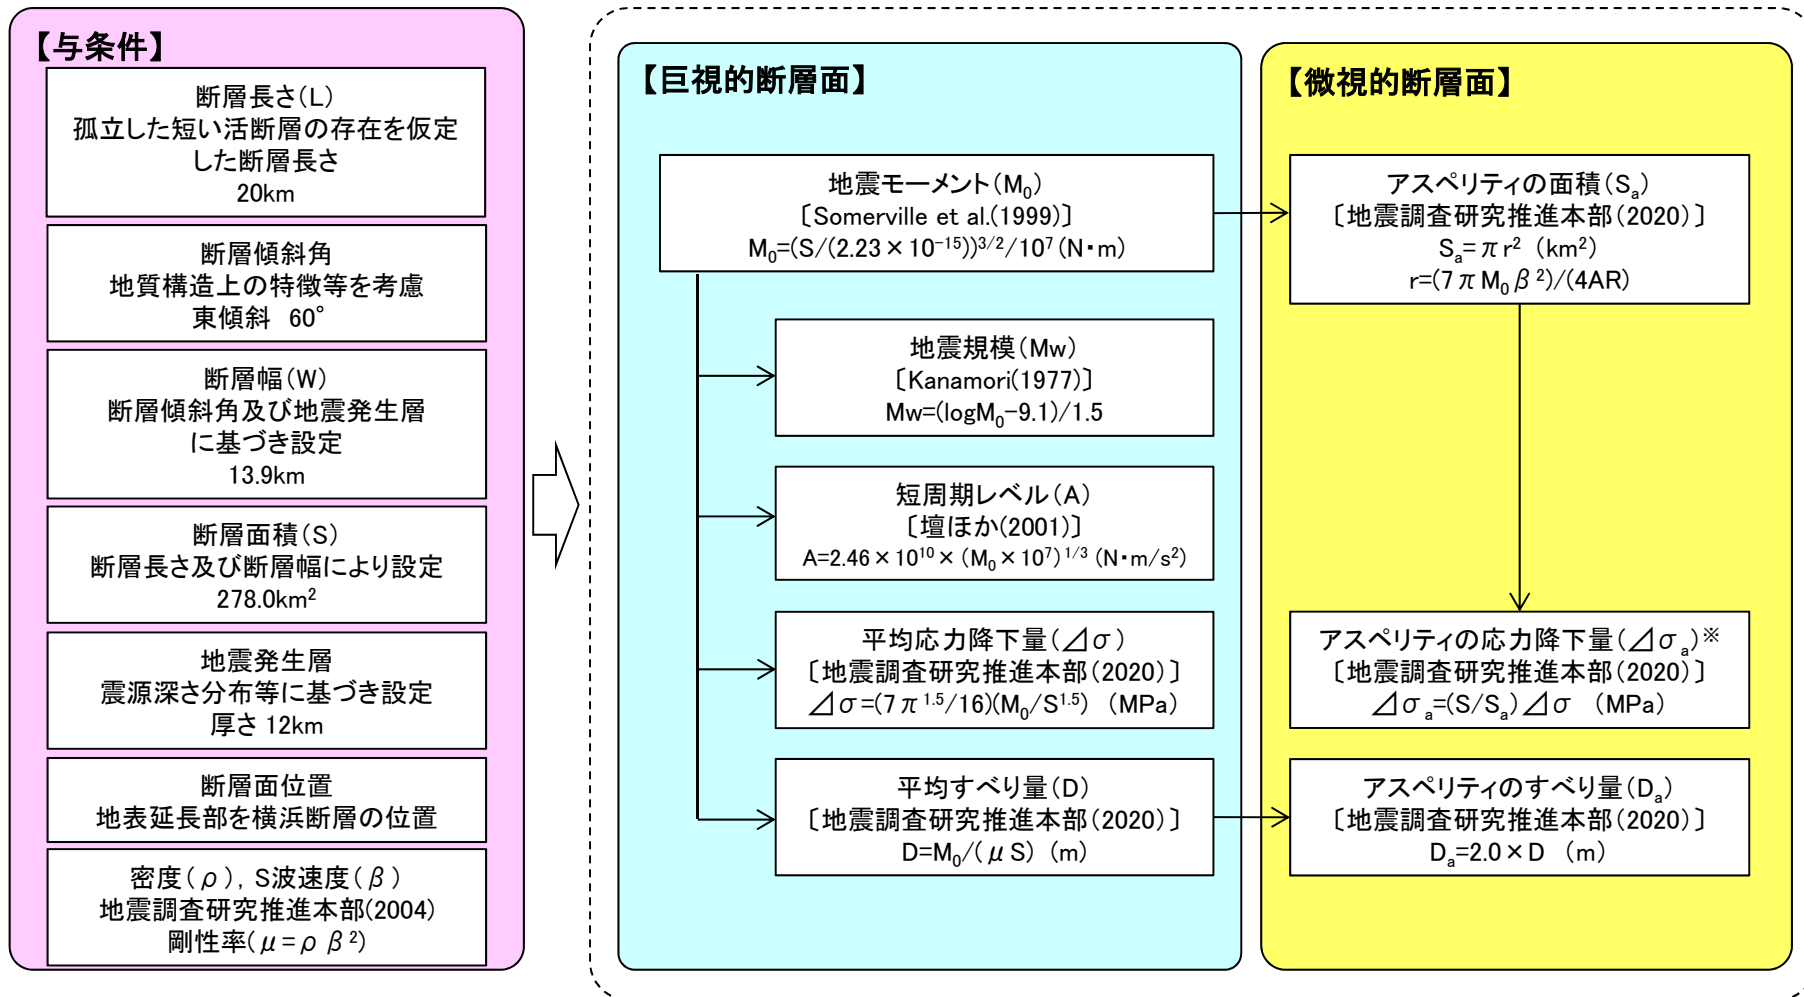 【与条件】
断層長さ(L)
孤立した短い活断層の存在を仮定
した断層長さ
20km
断層傾斜角
地質構造上の特徴等を考慮
東傾斜 60°
断層幅(W)
断層傾斜角及び地震発生層
に基づき設定
13.9km
断層面積(S)
断層長さ及び断層幅により設定
278.0km²
地震発生層
震源深さ分布等に基づき設定
厚さ 12km
断層面位置
地表延長部を横浜断層の位置
密度(ρ), S波速度(β)
地震調査研究推進本部(2004)
剛性率(μ=ρβ²)
【巨視的断層面】
地震モーメント(M₀)
〔Somerville et al.(1999)〕
M₀=(S/(2.23×10⁻¹⁵))³ᐟ²/10⁷(N・m)
地震規模(Mw)
〔Kanamori(1977)〕
Mw=(logM₀-9.1)/1.5
短周期レベル(A)
〔壇ほか(2001)〕
A=2.46×10¹⁰×(M₀×10⁷)¹ᐟ³(N・m/s²)
平均応力降下量(⊿σ)
〔地震調査研究推進本部(2020)〕
⊿σ=(7π¹·⁵/16)(M₀/S¹·⁵) (MPa)
平均すべり量(D)
〔地震調査研究推進本部(2020)〕
D=M₀/(μS) (m)
【微視的断層面】
アスペリティの面積(Sₐ)
〔地震調査研究推進本部(2020)〕
Sₐ=πr² (km²)
r=(7πM₀β²)/(4AR)
アスペリティの応力降下量(⊿σₐ)※
〔地震調査研究推進本部(2020)〕
⊿σₐ=(S/Sₐ)⊿σ (MPa)
アスペリティのすべり量(Dₐ)
〔地震調査研究推進本部(2020)〕
Dₐ=2.0×D (m)